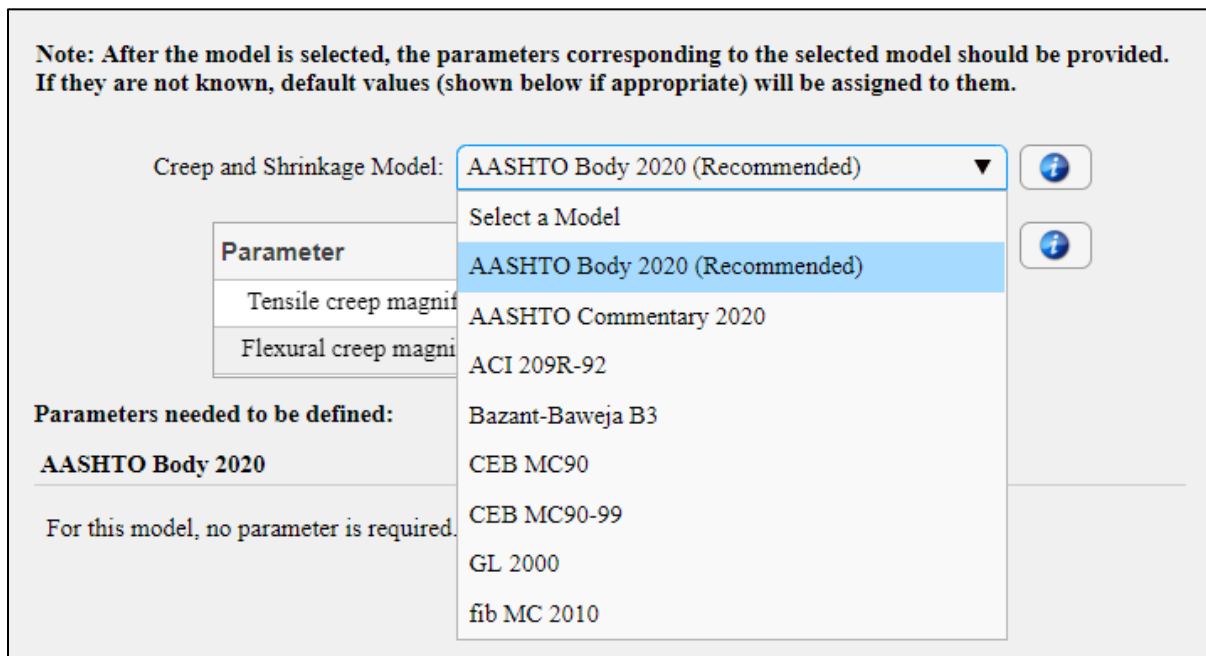 Note: After the model is selected, the parameters corresponding to the selected model should be provided.
If they are not known, default values (shown below if appropriate) will be assigned to them.
Creep and Shrinkage Model: AASHTO Body 2020 (Recommended)
Select a Model
Parameter
AASHTO Body 2020 (Recommended)
Tensile creep magnif
AASHTO Commentary 2020
Flexural creep magni
ACI 209R-92
Parameters needed to be defined:
Bazant-Baweja B3
AASHTO Body 2020
CEB MC90
For this model, no parameter is required.
CEB MC90-99
GL 2000
fib MC 2010